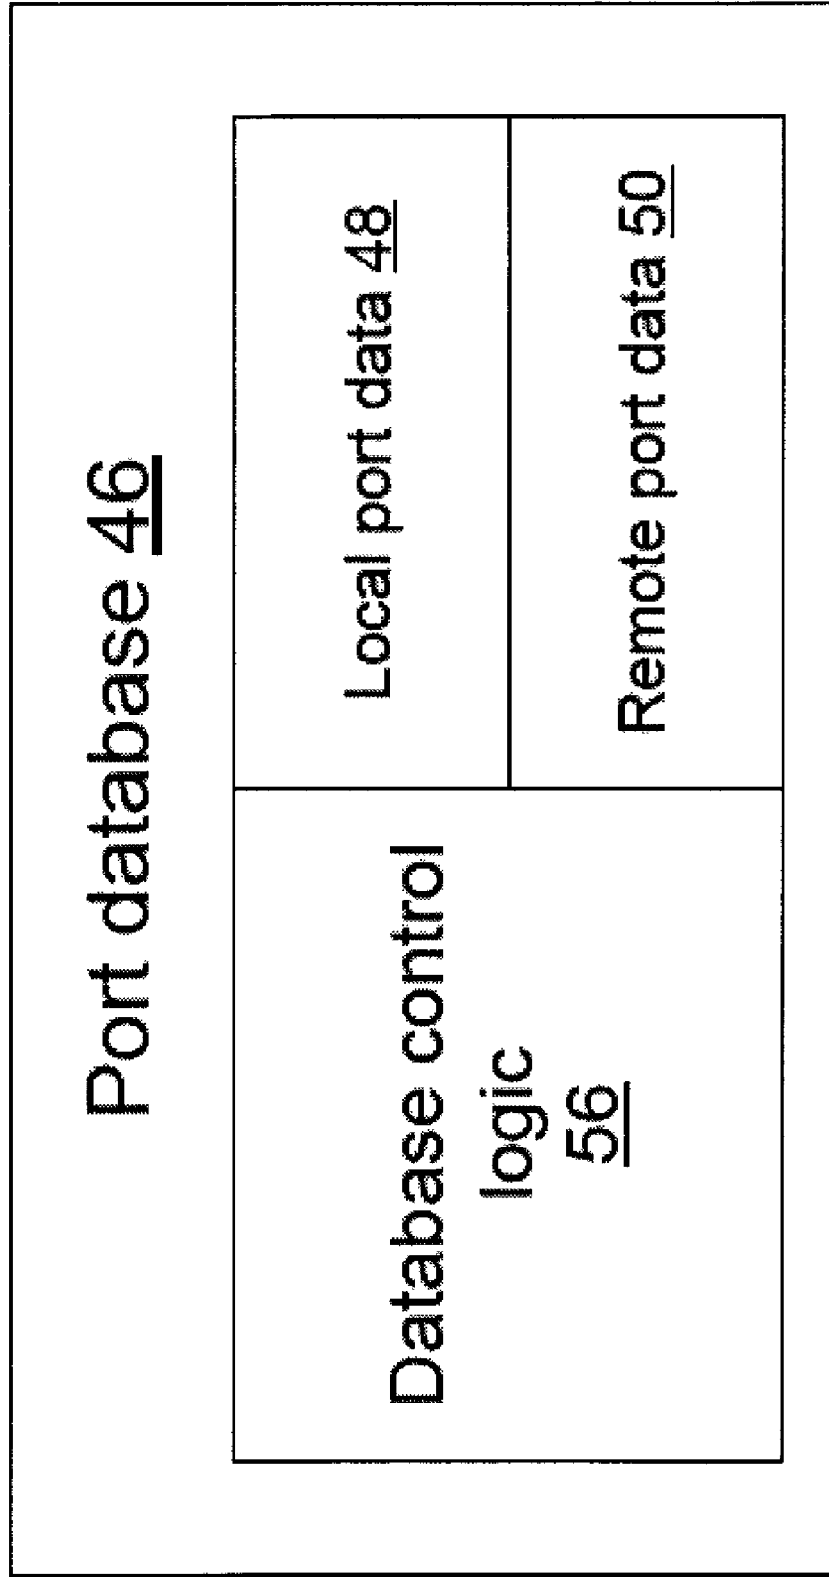 Port database 46
Database control
logic
56
Local port data 48
Remote port data 50